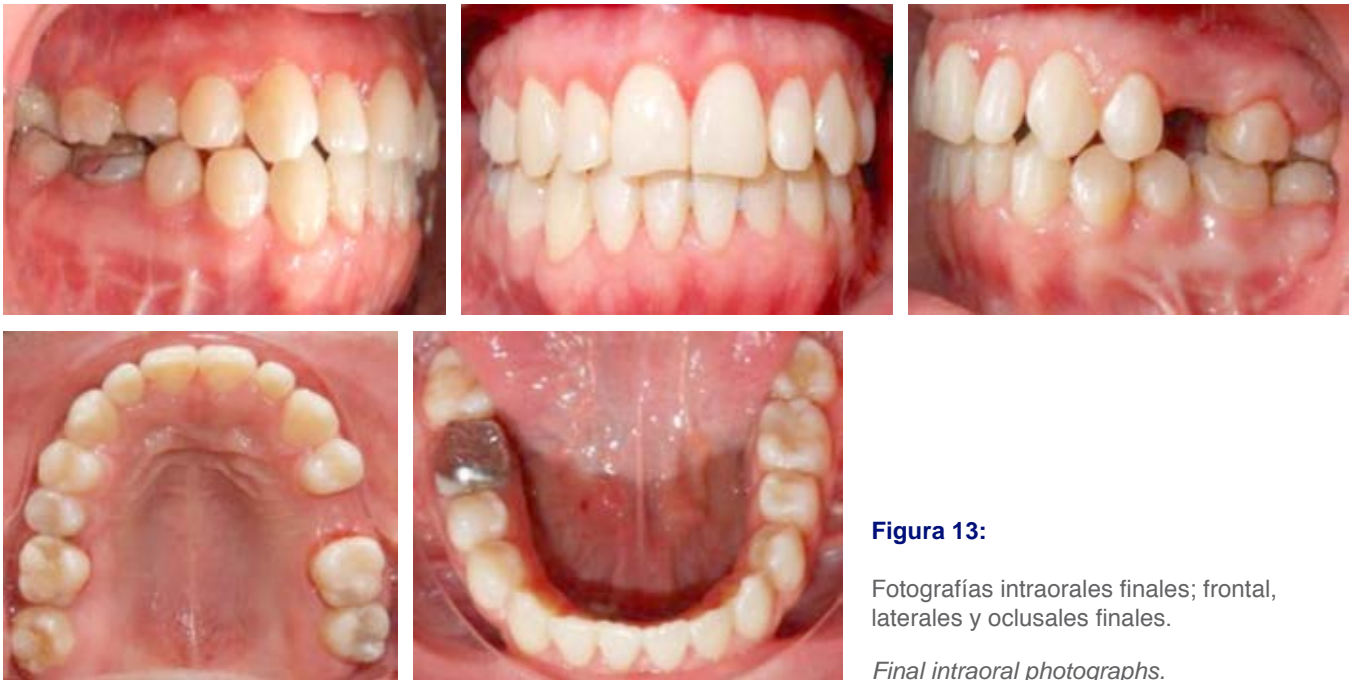 Figura 13:
Fotografías intraorales finales; frontal,
laterales y oclusales finales.
Final intraoral photographs.